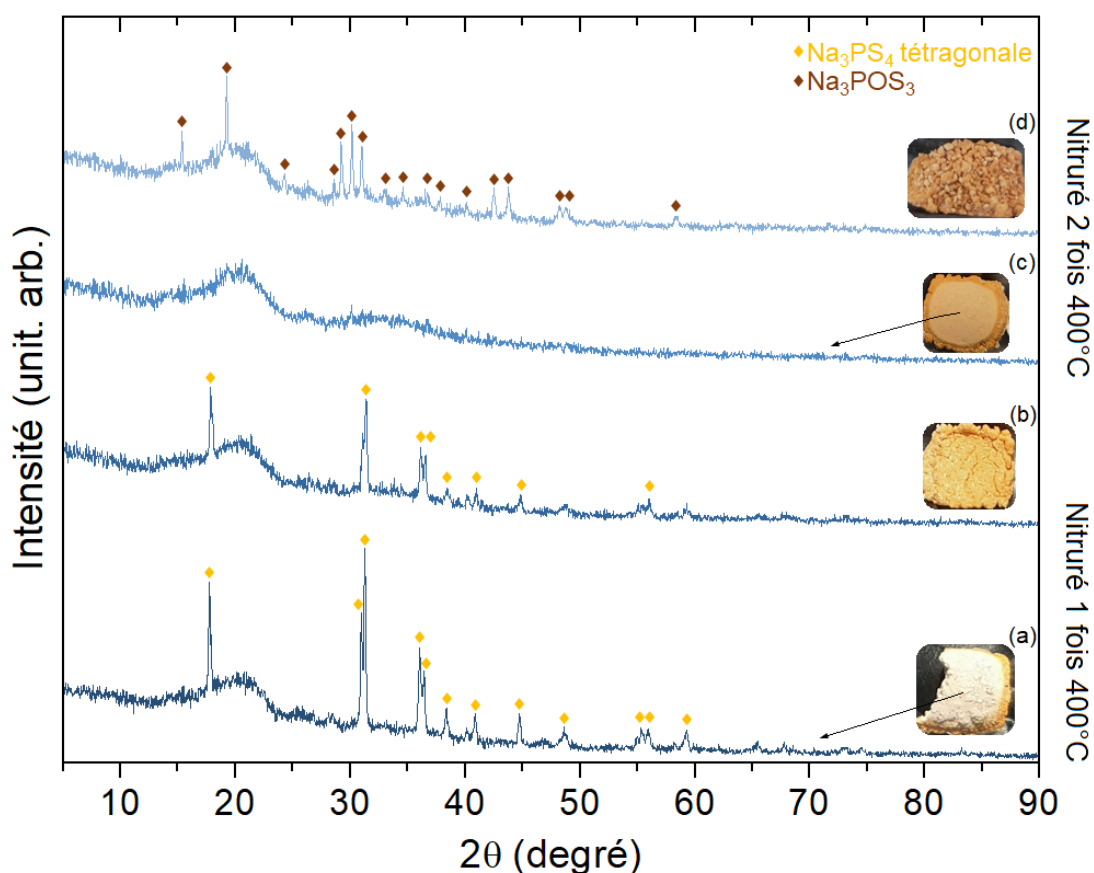 Na₃PS₄ tétragonale
Na₃POS₃
(d)
(c)
(b)
(a)
Nitruré 2 fois 400°C
Nitruré 1 fois 400°C
Intensité (unit. arb.)
10 20 30 40 50 60 70 80 90
2θ (degré)